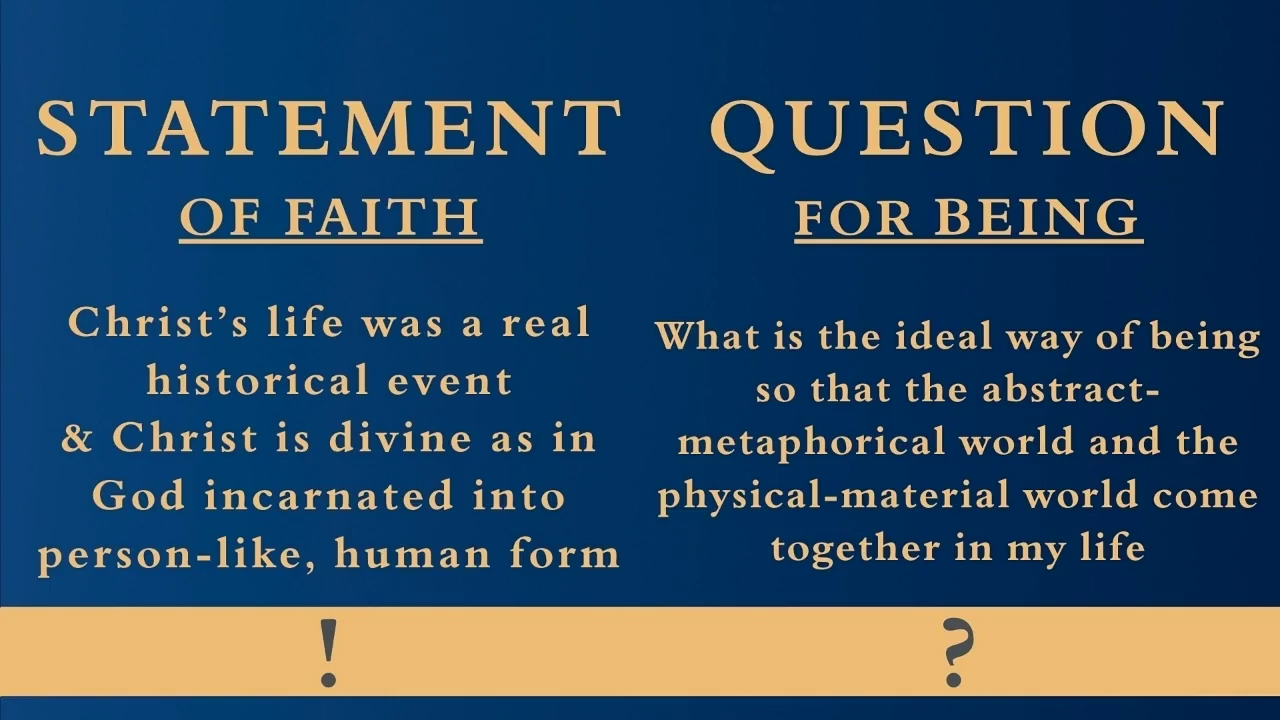 STATEMENT
OF FAITH
Christ’s life was a real
historical event
& Christ is divine as in
God incarnated into
person-like, human form
!
QUESTION
FOR BEING
What is the ideal way of being
so that the abstract-
metaphorical world and the
physical-material world come
together in my life
?